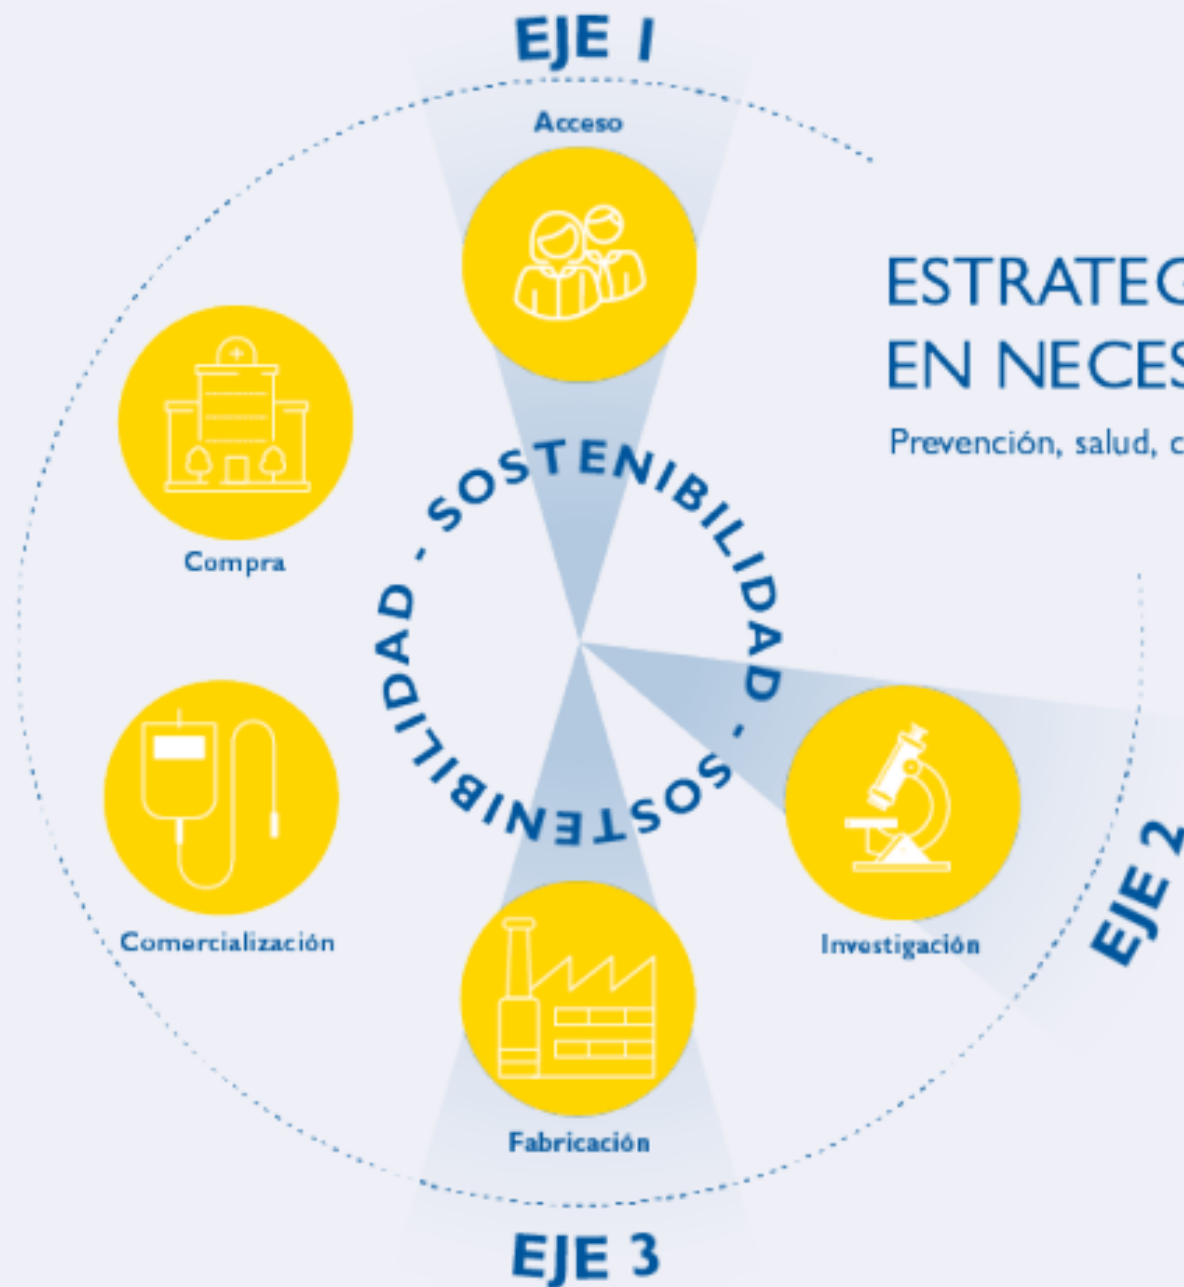 EJE 1
Acceso
ESTRATEG
EN NECES
Prevención, salud, c
SOSTENIBILIDAD - SOSTENIBILIDAD -
Compra
Comercialización
Investigación
EJE 2
Fabricación
EJE 3